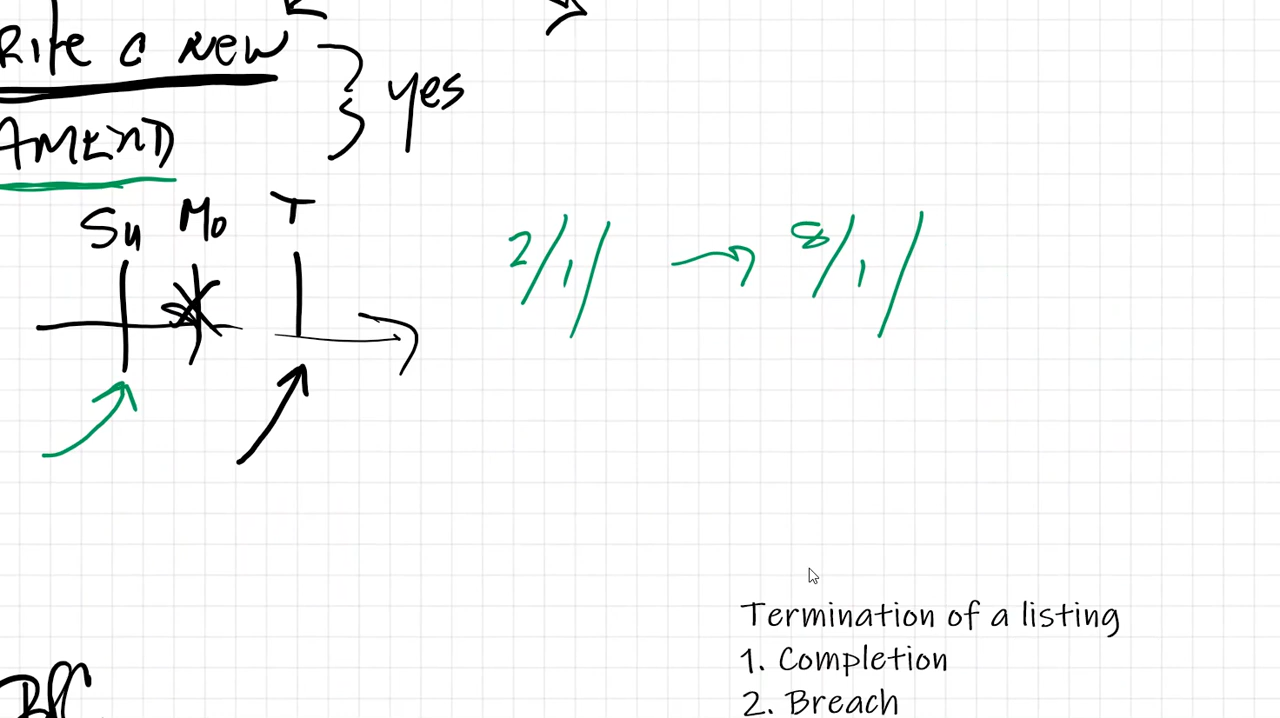 RITE A NEW
yes
AMEND
Su Mo T
2/1/ → 8/1/
Termination of a listing
1. Completion
2. Breach